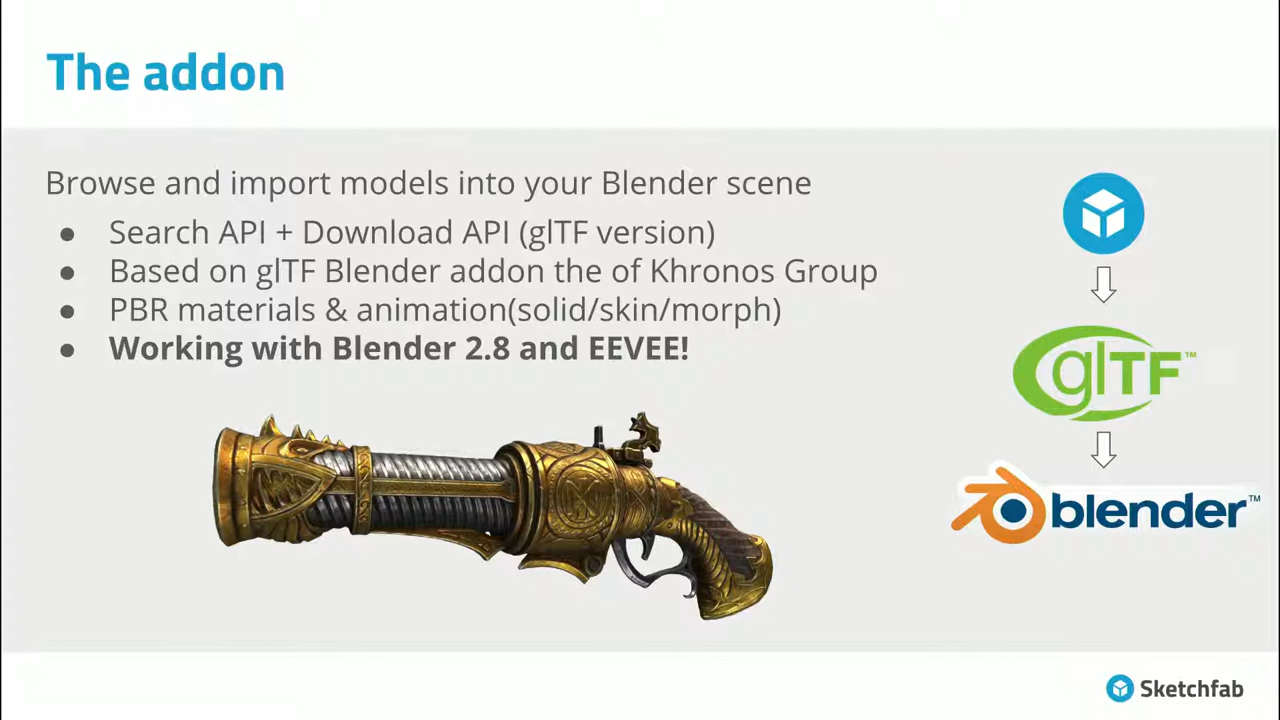 The addon
Browse and import models into your Blender scene
● Search API + Download API (glTF version)
● Based on glTF Blender addon the of Khronos Group
● PBR materials & animation(solid/skin/morph)
● Working with Blender 2.8 and EEVEE!
glTF™
blender™
Sketchfab